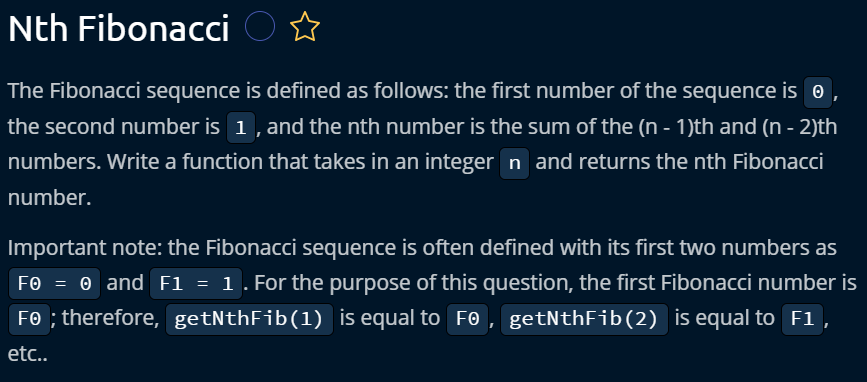 Nth Fibonacci
The Fibonacci sequence is defined as follows: the first number of the sequence is 0,
the second number is 1, and the nth number is the sum of the (n - 1)th and (n - 2)th
numbers. Write a function that takes in an integer n and returns the nth Fibonacci
number.
Important note: the Fibonacci sequence is often defined with its first two numbers as
F0 = 0 and F1 = 1. For the purpose of this question, the first Fibonacci number is
F0; therefore, getNthFib(1) is equal to F0, getNthFib(2) is equal to F1,
etc..